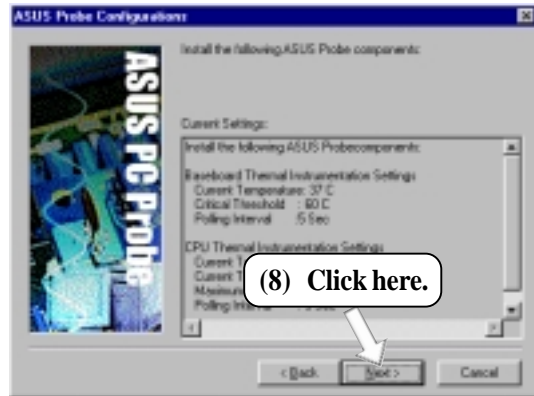 ASUS Probe Configurations
ASUS PC Probe
Install the following ASUS Probe components:
Current Settings:
Install the following ASUS Probecomponents:
Baseboard Thermal Instrumentation Settings
Current Temperature: 37 C
Critical Threshold : 60 C
Polling Interval :5 Sec
CPU Thermal Instrumentation Settings
Current
Current
Polling
(8) Click here.
< Back
Next >
Cancel